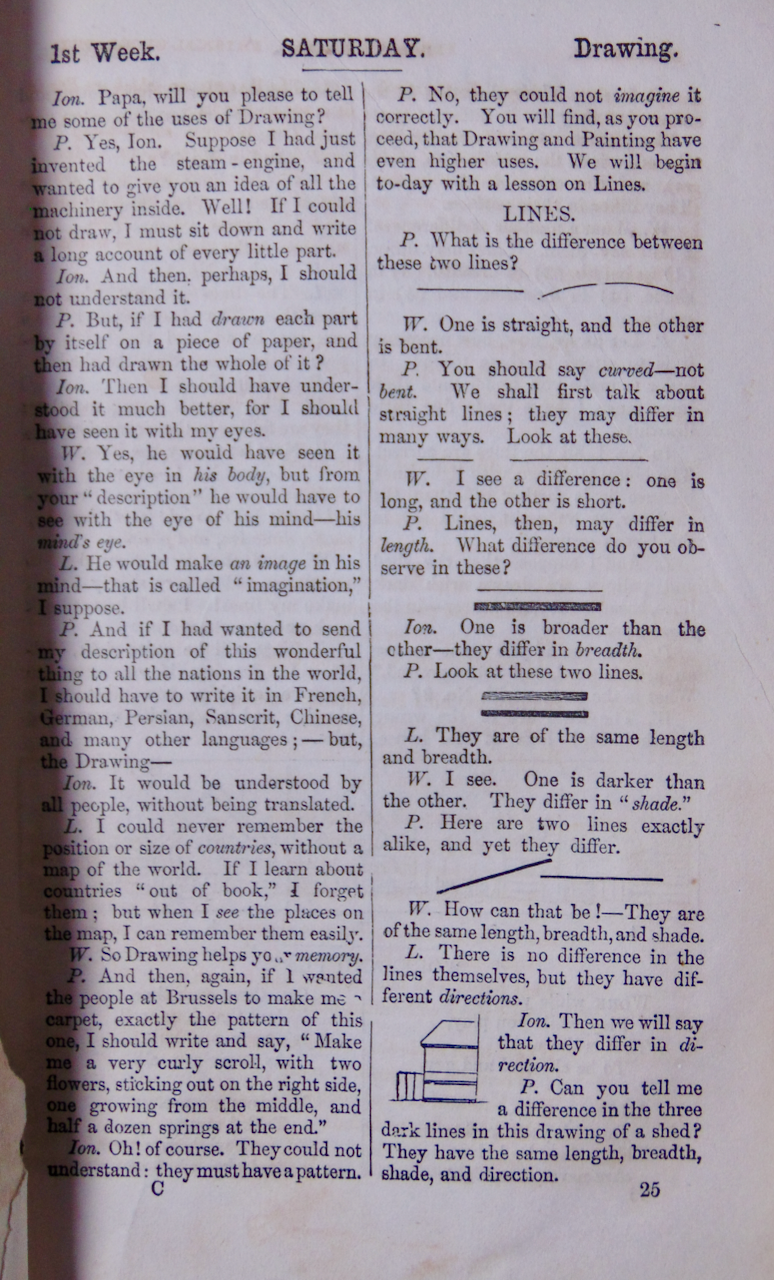 1st Week. SATURDAY. Drawing.
Ion. Papa, will you please to tell
me some of the uses of Drawing?
P. Yes, Ion. Suppose I had just
invented the steam-engine, and
wanted to give you an idea of all the
machinery inside. Well! If I could
not draw, I must sit down and write
a long account of every little part.
Ion. And then, perhaps, I should
not understand it.
P. But, if I had drawn each part
by itself on a piece of paper, and
then had drawn the whole of it?
Ion. Then I should have under-
stood it much better, for I should
have seen it with my eyes.
W. Yes, he would have seen it
with the eye in his body, but from
your "description" he would have to
see with the eye of his mind—his
mind's eye.
L. He would make an image in his
mind—that is called "imagination,"
I suppose.
P. And if I had wanted to send
my description of this wonderful
thing to all the nations in the world,
I should have to write it in French,
German, Persian, Sanscrit, Chinese,
and many other languages;—but,
the Drawing—
Ion. It would be understood by
all people, without being translated.
L. I could never remember the
position or size of countries, without a
map of the world. If I learn about
countries "out of book," I forget
them; but when I see the places on
the map, I can remember them easily.
W. So Drawing helps memory.
P. And then, again, if I wanted
the people at Brussels to make me
carpet, exactly the pattern of this
one, I should write and say, "Make
me a very curly scroll, with two
flowers, sticking out on the right side,
one growing from the middle, and
half a dozen springs at the end."
Ion. Oh! of course. They could not
understand: they must have a pattern.
C
P. No, they could not imagine it
correctly. You will find, as you pro-
ceed, that Drawing and Painting have
even higher uses. We will begin
to-day with a lesson on Lines.
LINES.
P. What is the difference between
these two lines?
W. One is straight, and the other
is bent.
P. You should say curved—not
bent. We shall first talk about
straight lines; they may differ in
many ways. Look at these.
W. I see a difference: one is
long, and the other is short.
P. Lines, then, may differ in
length. What difference do you ob-
serve in these?
Ion. One is broader than the
other—they differ in breadth.
P. Look at these two lines.
L. They are of the same length
and breadth.
W. I see. One is darker than
the other. They differ in "shade."
P. Here are two lines exactly
alike, and yet they differ.
W. How can that be!—They are
of the same length, breadth, and shade.
L. There is no difference in the
lines themselves, but they have dif-
ferent directions.
Ion. Then we will say
that they differ in di-
rection.
P. Can you tell me
a difference in the three
dark lines in this drawing of a shed?
They have the same length, breadth,
shade, and direction.
25